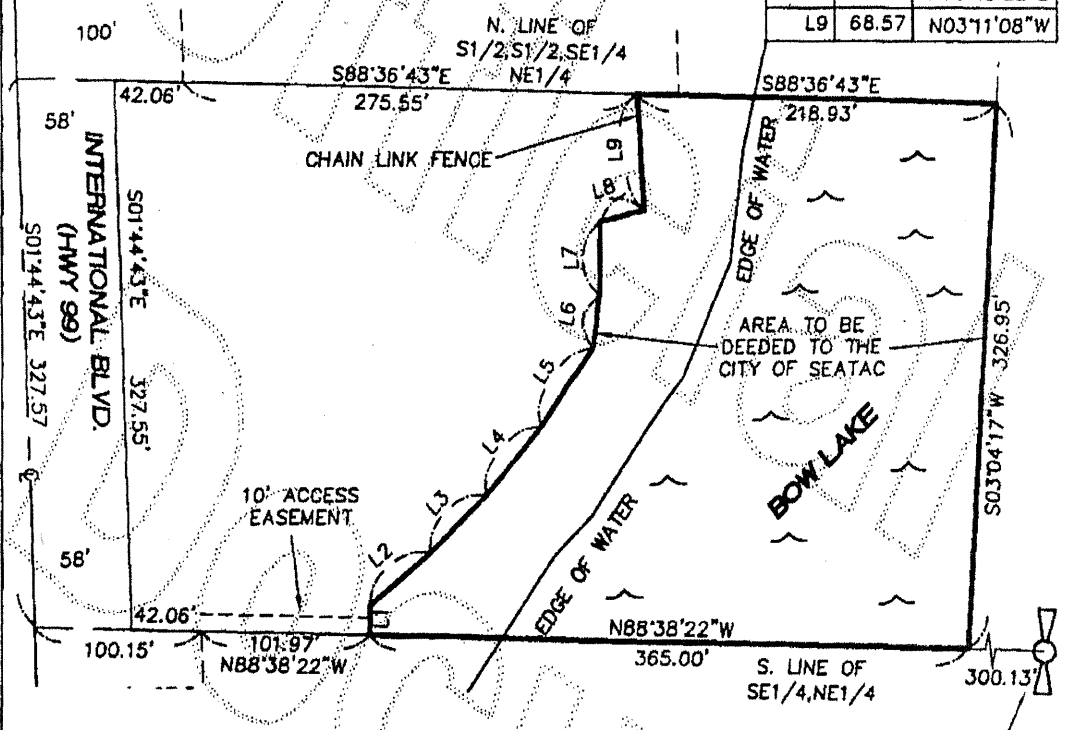 L9 68.57 N03°11'08"W
100'
N. LINE OF
S1/2,S1/2,SE1/4
NE1/4
S88°36'43"E
275.55'
42.06'
58'
S88°36'43"E
218.93'
CHAIN LINK FENCE
L9
L8
L7
L6
L5
L4
L3
L2
EDGE OF WATER
INTERNATIONAL BLVD.
(HWY 99)
S01°44'43"E 327.57
S01°44'43"E
327.55'
AREA TO BE
DEEDED TO THE
CITY OF SEATAC
S03°04'17"W 326.95'
BOW LAKE
10' ACCESS
EASEMENT
58'
42.06'
EDGE OF WATER
100.15'
101.97'
N88°38'22"W
N88°38'22"W
365.00'
S. LINE OF
SE1/4,NE1/4
300.13'